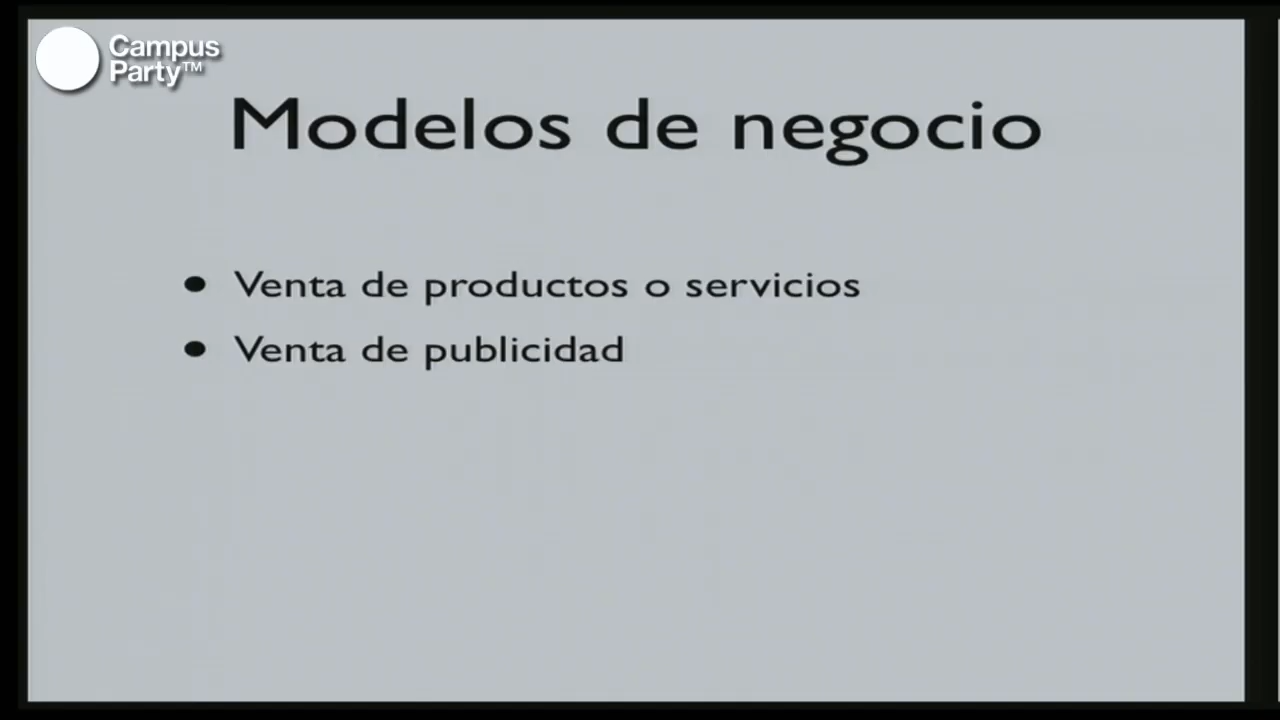 Campus
Party™
Modelos de negocio
• Venta de productos o servicios
• Venta de publicidad